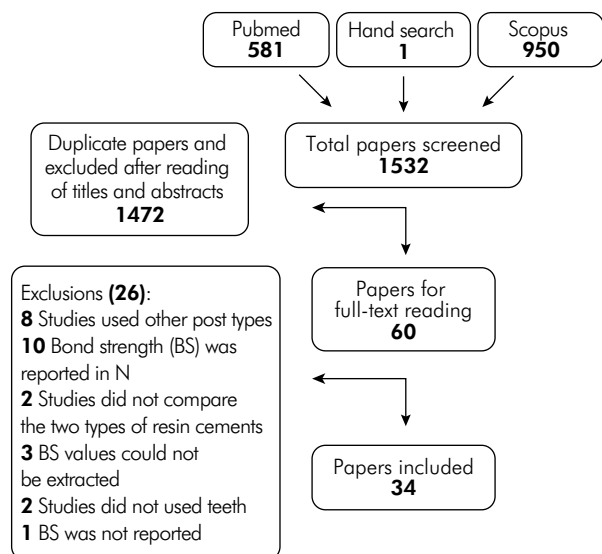 Pubmed
581
Hand search
1
Scopus
950
Total papers screened
1532
Duplicate papers and
excluded after reading
of titles and abstracts
1472
Papers for
full-text reading
60
Exclusions (26):
8 Studies used other post types
10 Bond strength (BS) was
reported in N
2 Studies did not compare
the two types of resin cements
3 BS values could not
be extracted
2 Studies did not used teeth
1 BS was not reported
Papers included
34